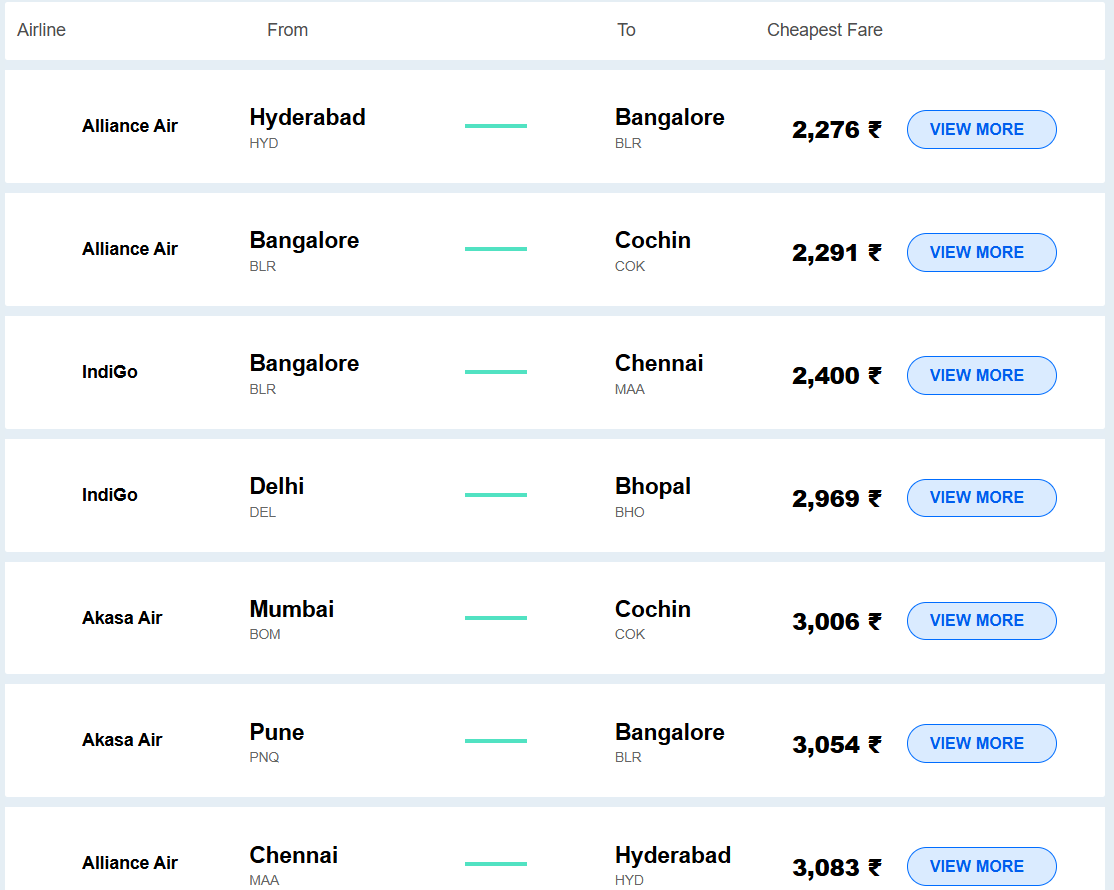 Airline From To Cheapest Fare
Alliance Air Hyderabad Bangalore 2,276 ₹ VIEW MORE
HYD BLR
Alliance Air Bangalore Cochin 2,291 ₹ VIEW MORE
BLR COK
IndiGo Bangalore Chennai 2,400 ₹ VIEW MORE
BLR MAA
IndiGo Delhi Bhopal 2,969 ₹ VIEW MORE
DEL BHO
Akasa Air Mumbai Cochin 3,006 ₹ VIEW MORE
BOM COK
Akasa Air Pune Bangalore 3,054 ₹ VIEW MORE
PNQ BLR
Alliance Air Chennai Hyderabad 3,083 ₹ VIEW MORE
MAA HYD